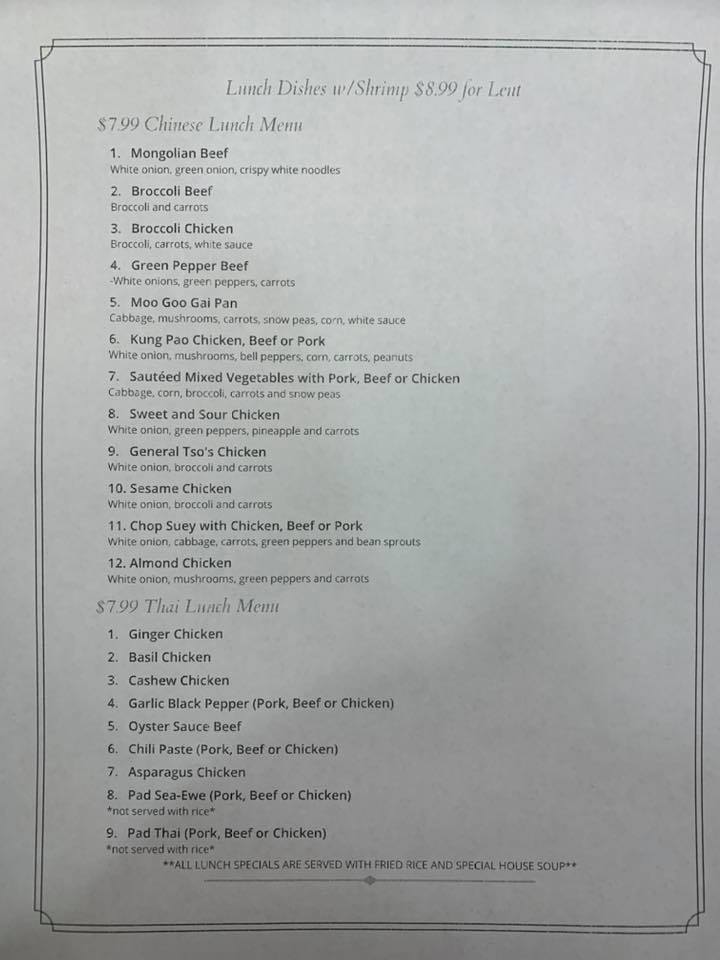 Lunch Dishes w/Shrimp $8.99 for Lent
$7.99 Chinese Lunch Menu
1. Mongolian Beef
White onion, green onion, crispy white noodles
2. Broccoli Beef
Broccoli and carrots
3. Broccoli Chicken
Broccoli, carrots, white sauce
4. Green Pepper Beef
-White onions, green peppers, carrots
5. Moo Goo Gai Pan
Cabbage, mushrooms, carrots, snow peas, corn, white sauce
6. Kung Pao Chicken, Beef or Pork
White onion, mushrooms, bell peppers, corn, carrots, peanuts
7. Sautéed Mixed Vegetables with Pork, Beef or Chicken
Cabbage, corn, broccoli, carrots and snow peas
8. Sweet and Sour Chicken
White onion, green peppers, pineapple and carrots
9. General Tso's Chicken
White onion, broccoli and carrots
10. Sesame Chicken
White onion, broccoli and carrots
11. Chop Suey with Chicken, Beef or Pork
White onion, cabbage, carrots, green peppers and bean sprouts
12. Almond Chicken
White onion, mushrooms, green peppers and carrots
$7.99 Thai Lunch Menu
1. Ginger Chicken
2. Basil Chicken
3. Cashew Chicken
4. Garlic Black Pepper (Pork, Beef or Chicken)
5. Oyster Sauce Beef
6. Chili Paste (Pork, Beef or Chicken)
7. Asparagus Chicken
8. Pad Sea-Ewe (Pork, Beef or Chicken)
*not served with rice*
9. Pad Thai (Pork, Beef or Chicken)
*not served with rice*
**ALL LUNCH SPECIALS ARE SERVED WITH FRIED RICE AND SPECIAL HOUSE SOUP**